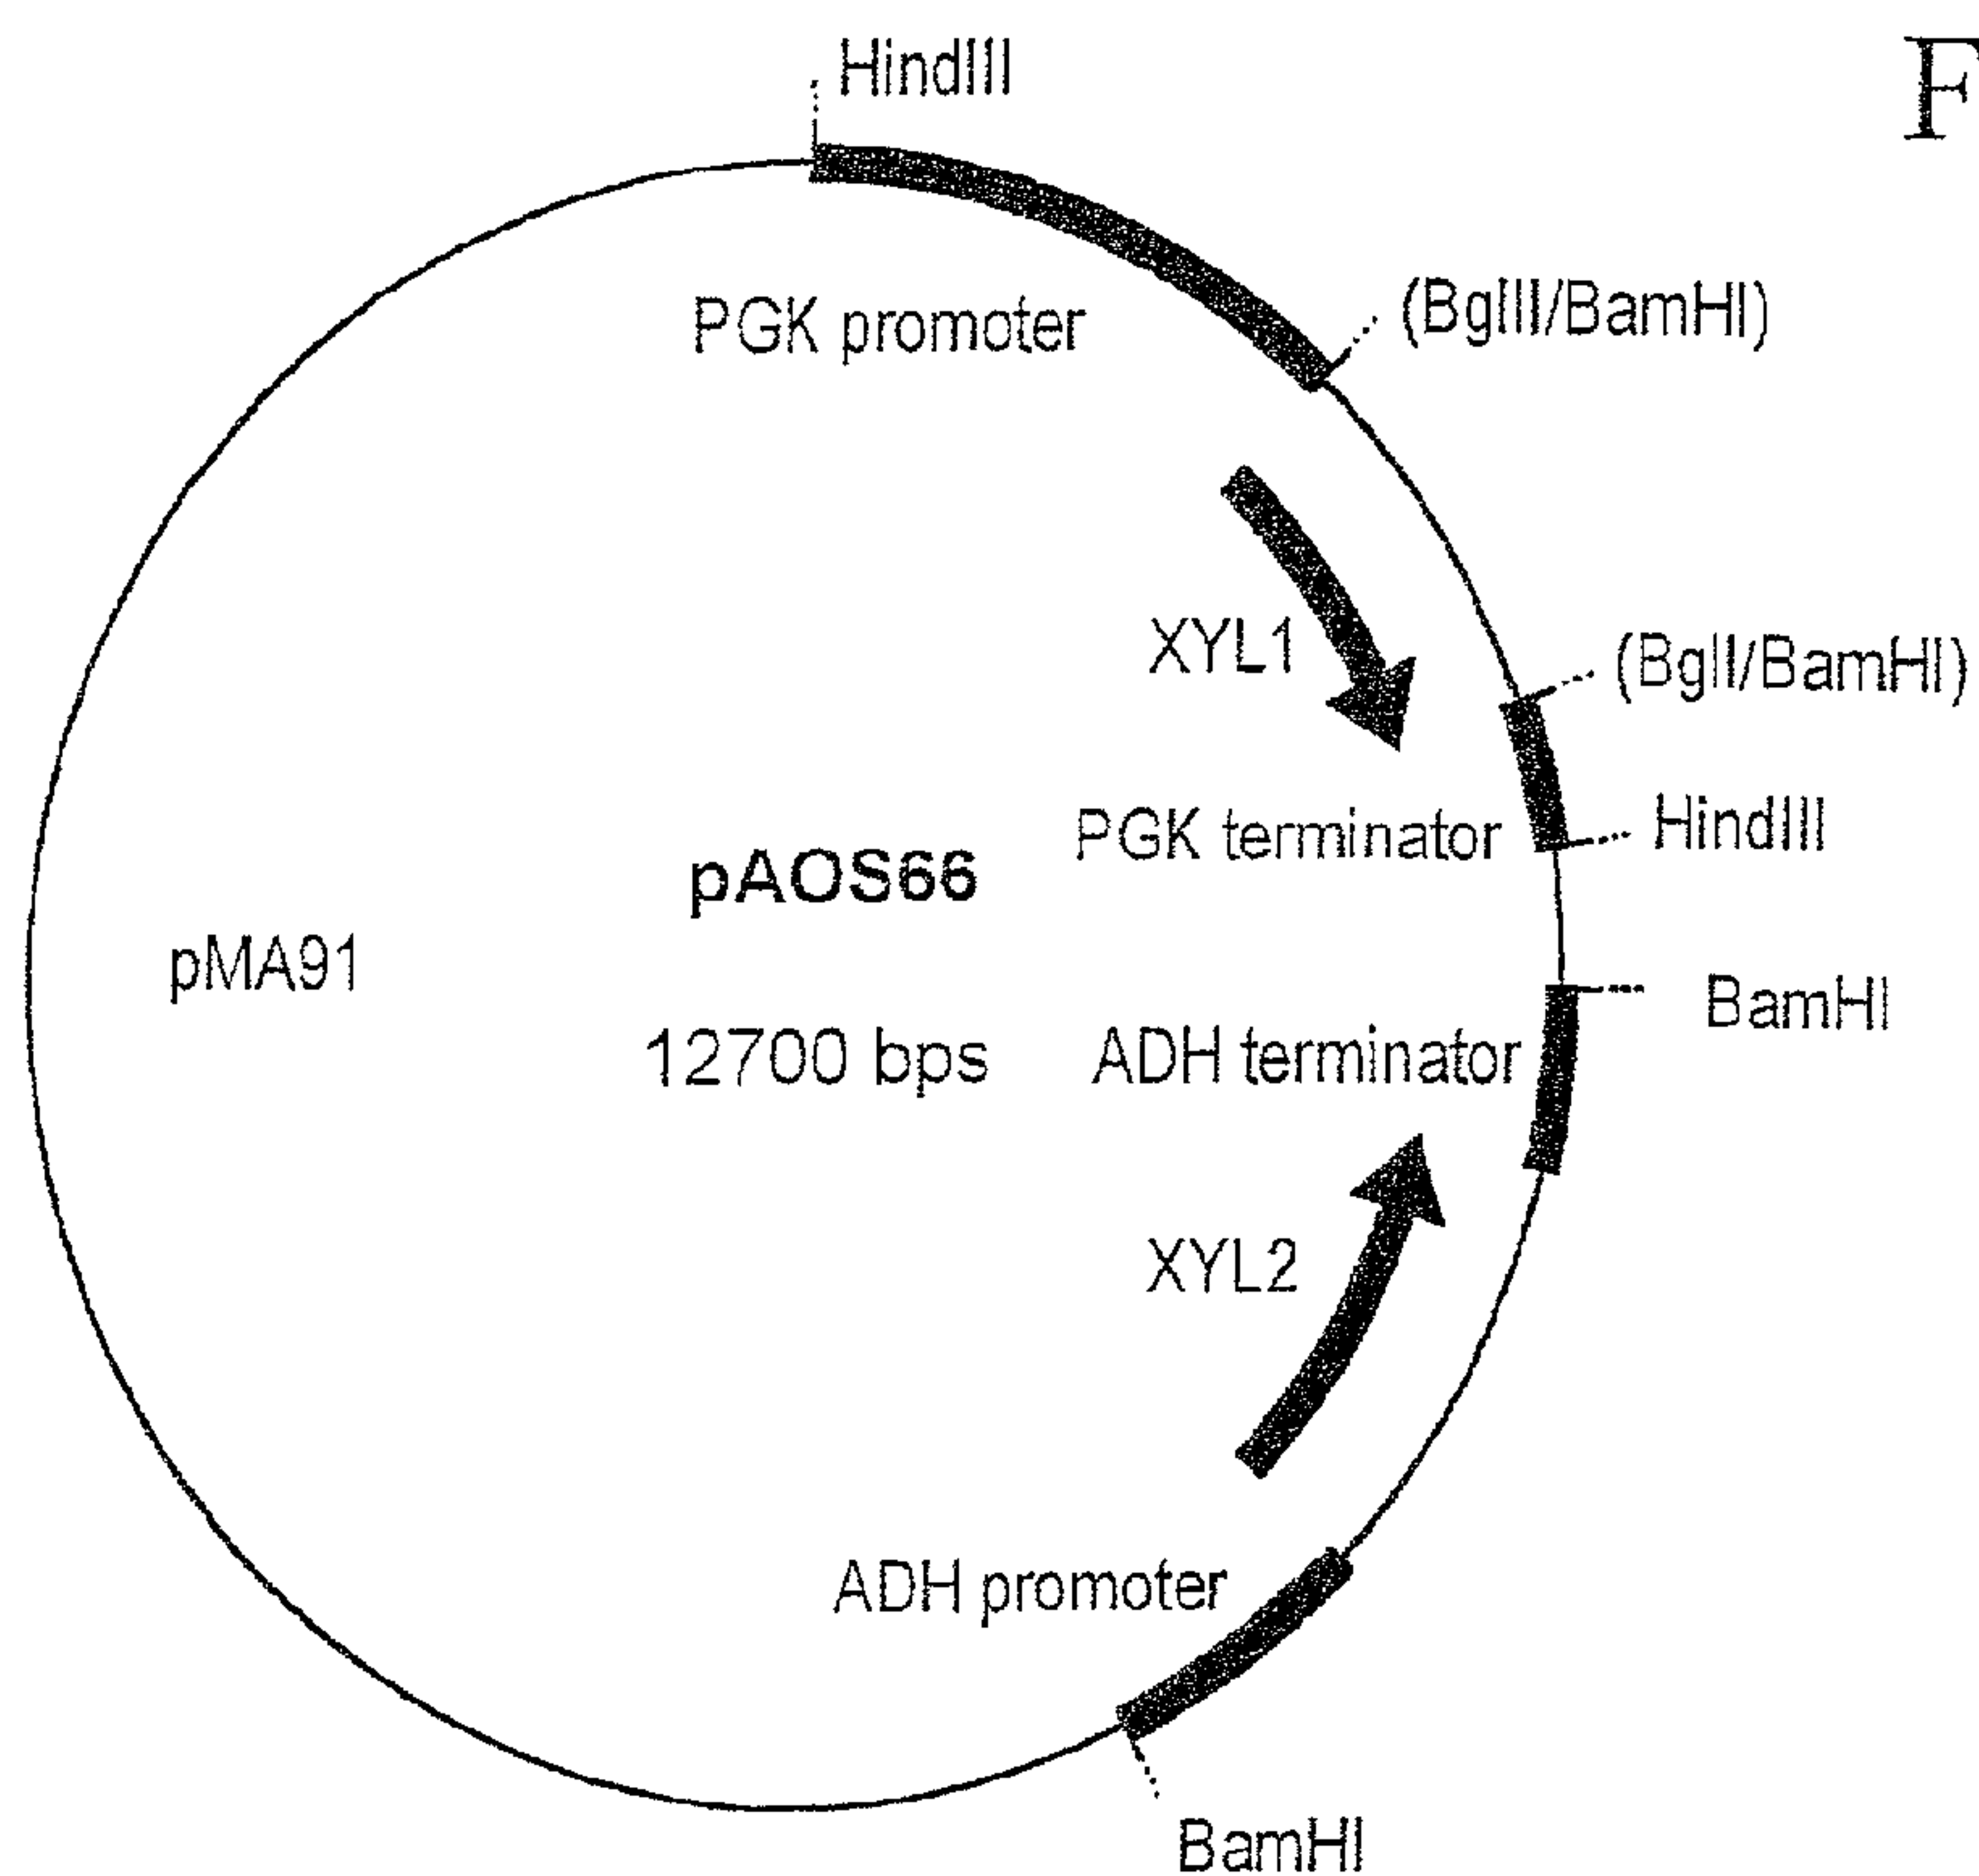 HindIII
F
PGK promoter
(BglII/BamHI)
XYL1
(BglI/BamHI)
PGK terminator
HindIII
pAOS66
pMA91
BamHI
12700 bps
ADH terminator
XYL2
ADH promoter
BamHI